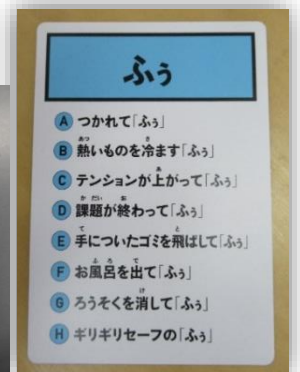 ふぅ
A つかれて「ふぅ」
B 熱いものを冷ます「ふぅ」
C テンションが上がって「ふぅ」
D 課題が終わって「ふぅ」
E 手についたゴミを飛ばして「ふぅ」
F お風呂を出て「ふぅ」
G ろうそくを消して「ふぅ」
H ギリギリセーフの「ふぅ」